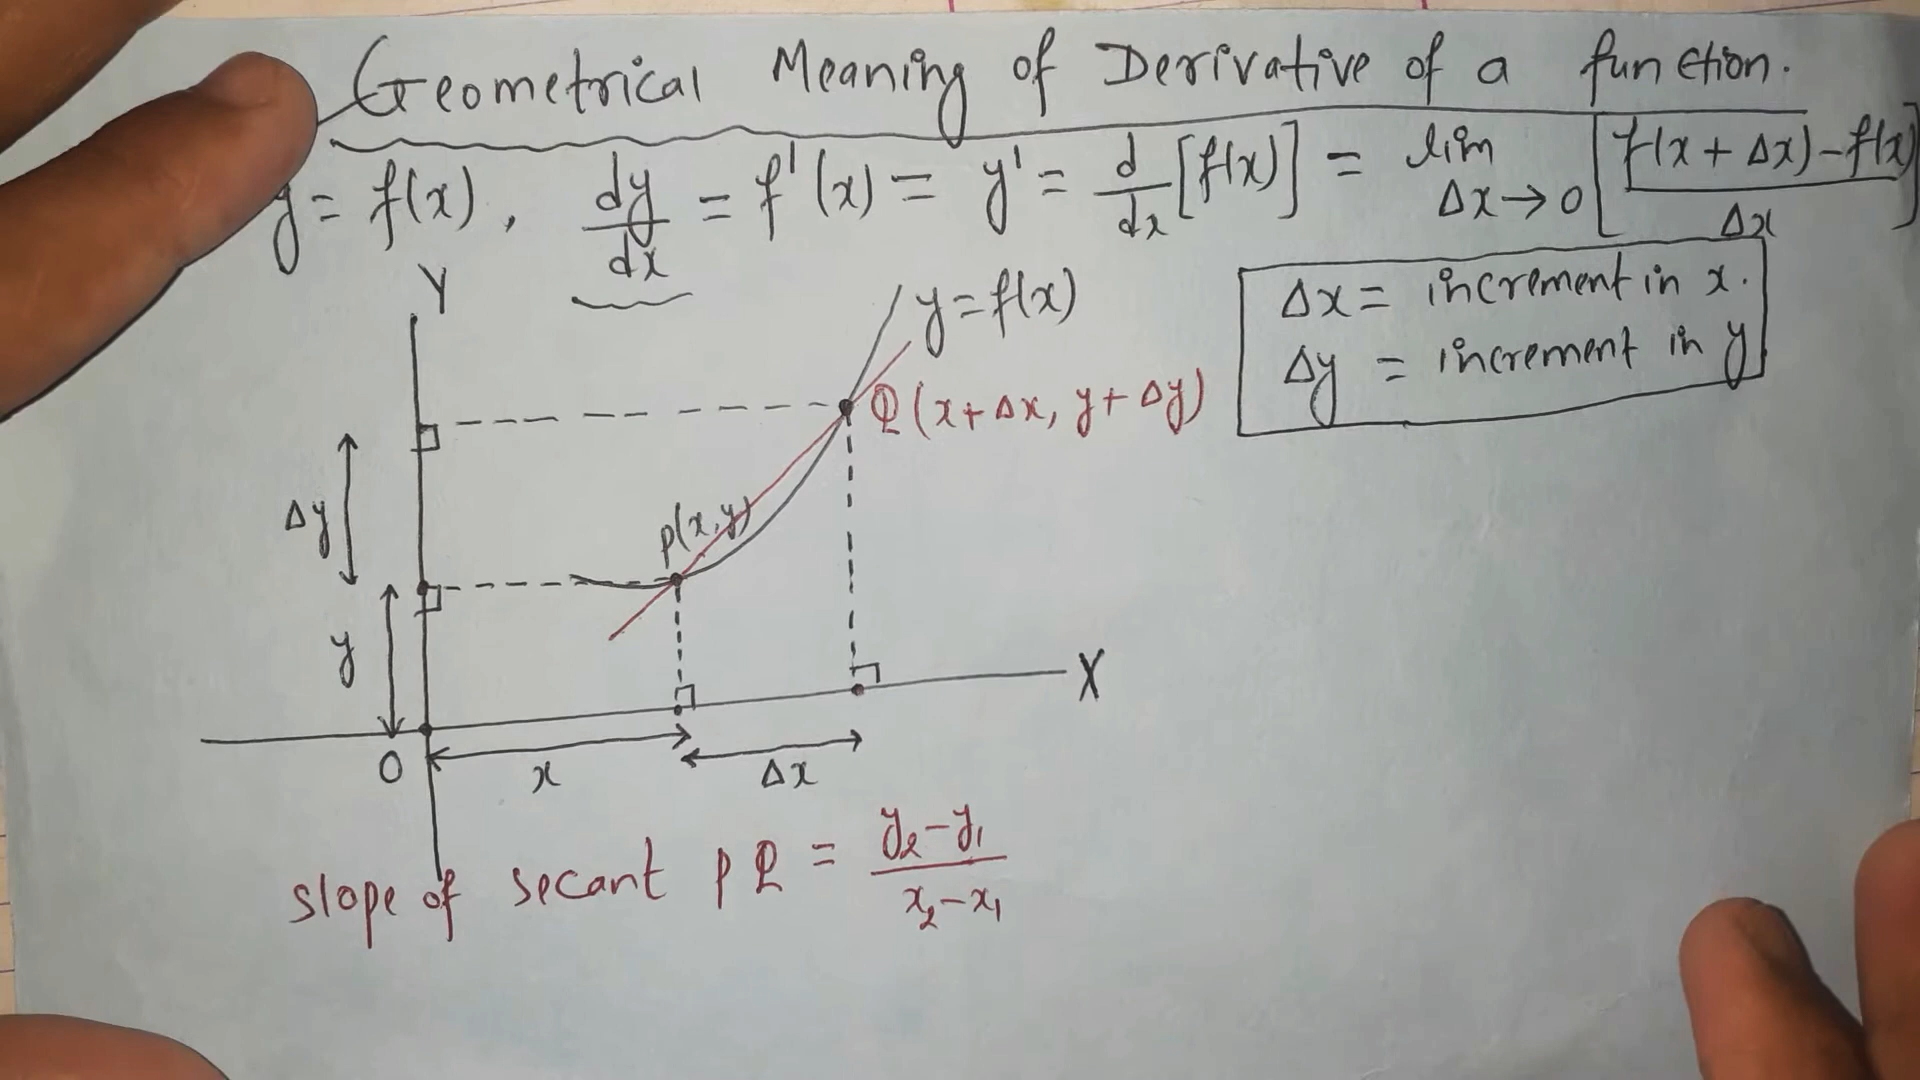 Geometrical Meaning of Derivative of a function.
y = f(x), dy/dx = f'(x) = y' = d/dx [f(x)] = lim Δx→0 [f(x + Δx) - f(x) / Δx]
Y
y = f(x)
Δx = increment in x.
Δy = increment in y
Q(x+Δx, y+Δy)
Δy
P(x,y)
y
X
O
x
Δx
slope of secant PQ = y₂-y₁ / x₂-x₁